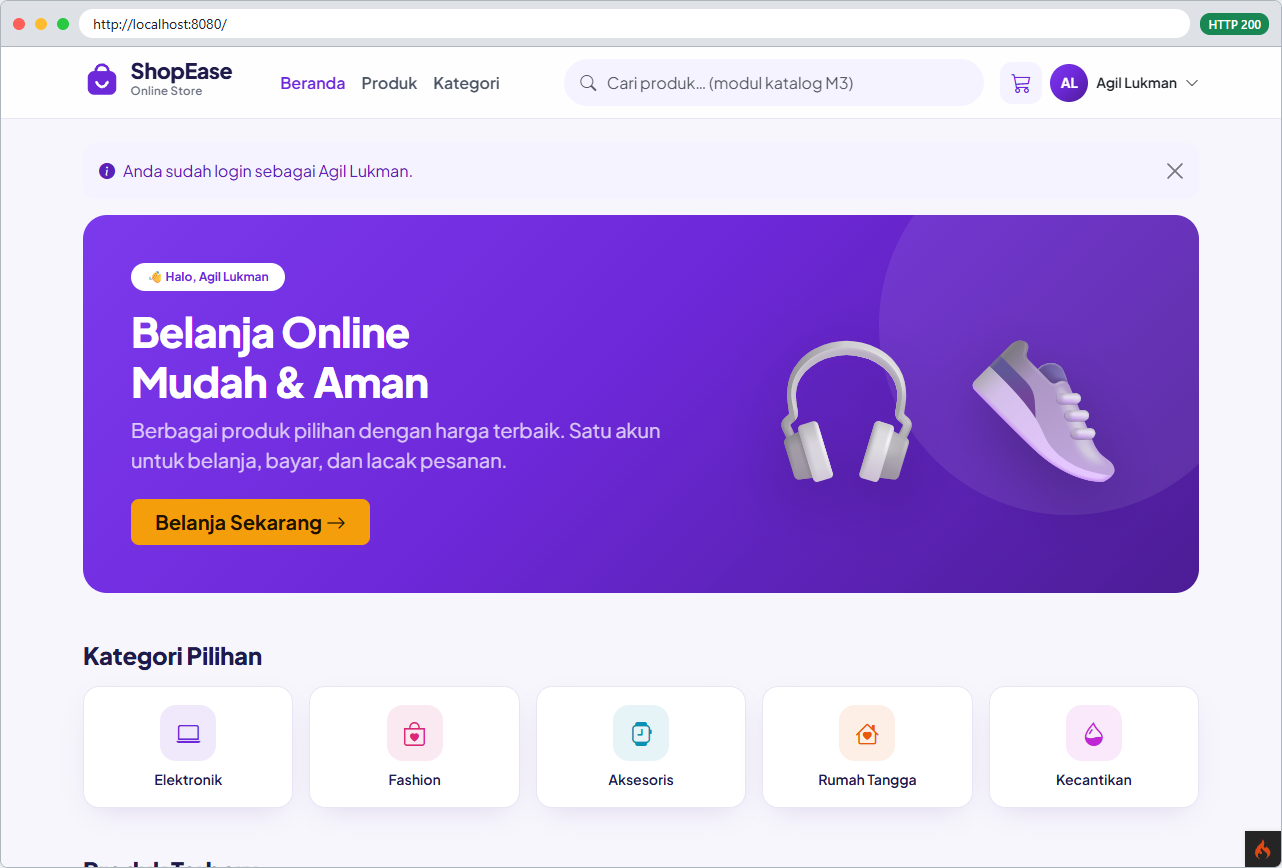 http://localhost:8080/
HTTP 200
ShopEase
Online Store
Beranda
Produk
Kategori
Cari produk... (modul katalog M3)
AL
Agil Lukman
Anda sudah login sebagai Agil Lukman.
👋 Halo, Agil Lukman
Belanja Online
Mudah & Aman
Berbagai produk pilihan dengan harga terbaik. Satu akun
untuk belanja, bayar, dan lacak pesanan.
Belanja Sekarang →
Kategori Pilihan
Elektronik
Fashion
Aksesoris
Rumah Tangga
Kecantikan